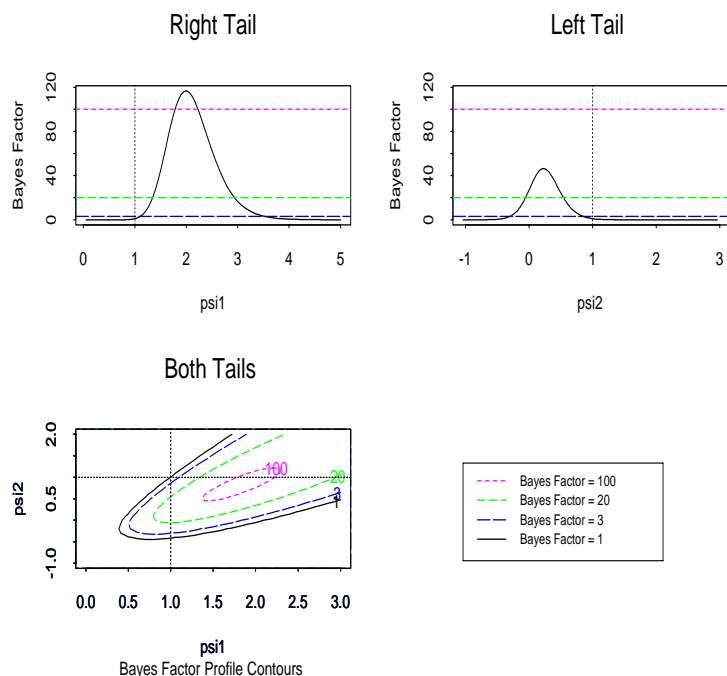 Right Tail
Bayes Factor
0 40 80 120
0 1 2 3 4 5
psi1
Left Tail
Bayes Factor
0 40 80 120
-1 0 1 2 3
psi2
Both Tails
psi2
-1.0 0.5 2.0
100
20
3
1
0.0 0.5 1.0 1.5 2.0 2.5 3.0
psi1
Bayes Factor Profile Contours
Bayes Factor = 100
Bayes Factor = 20
Bayes Factor = 3
Bayes Factor = 1